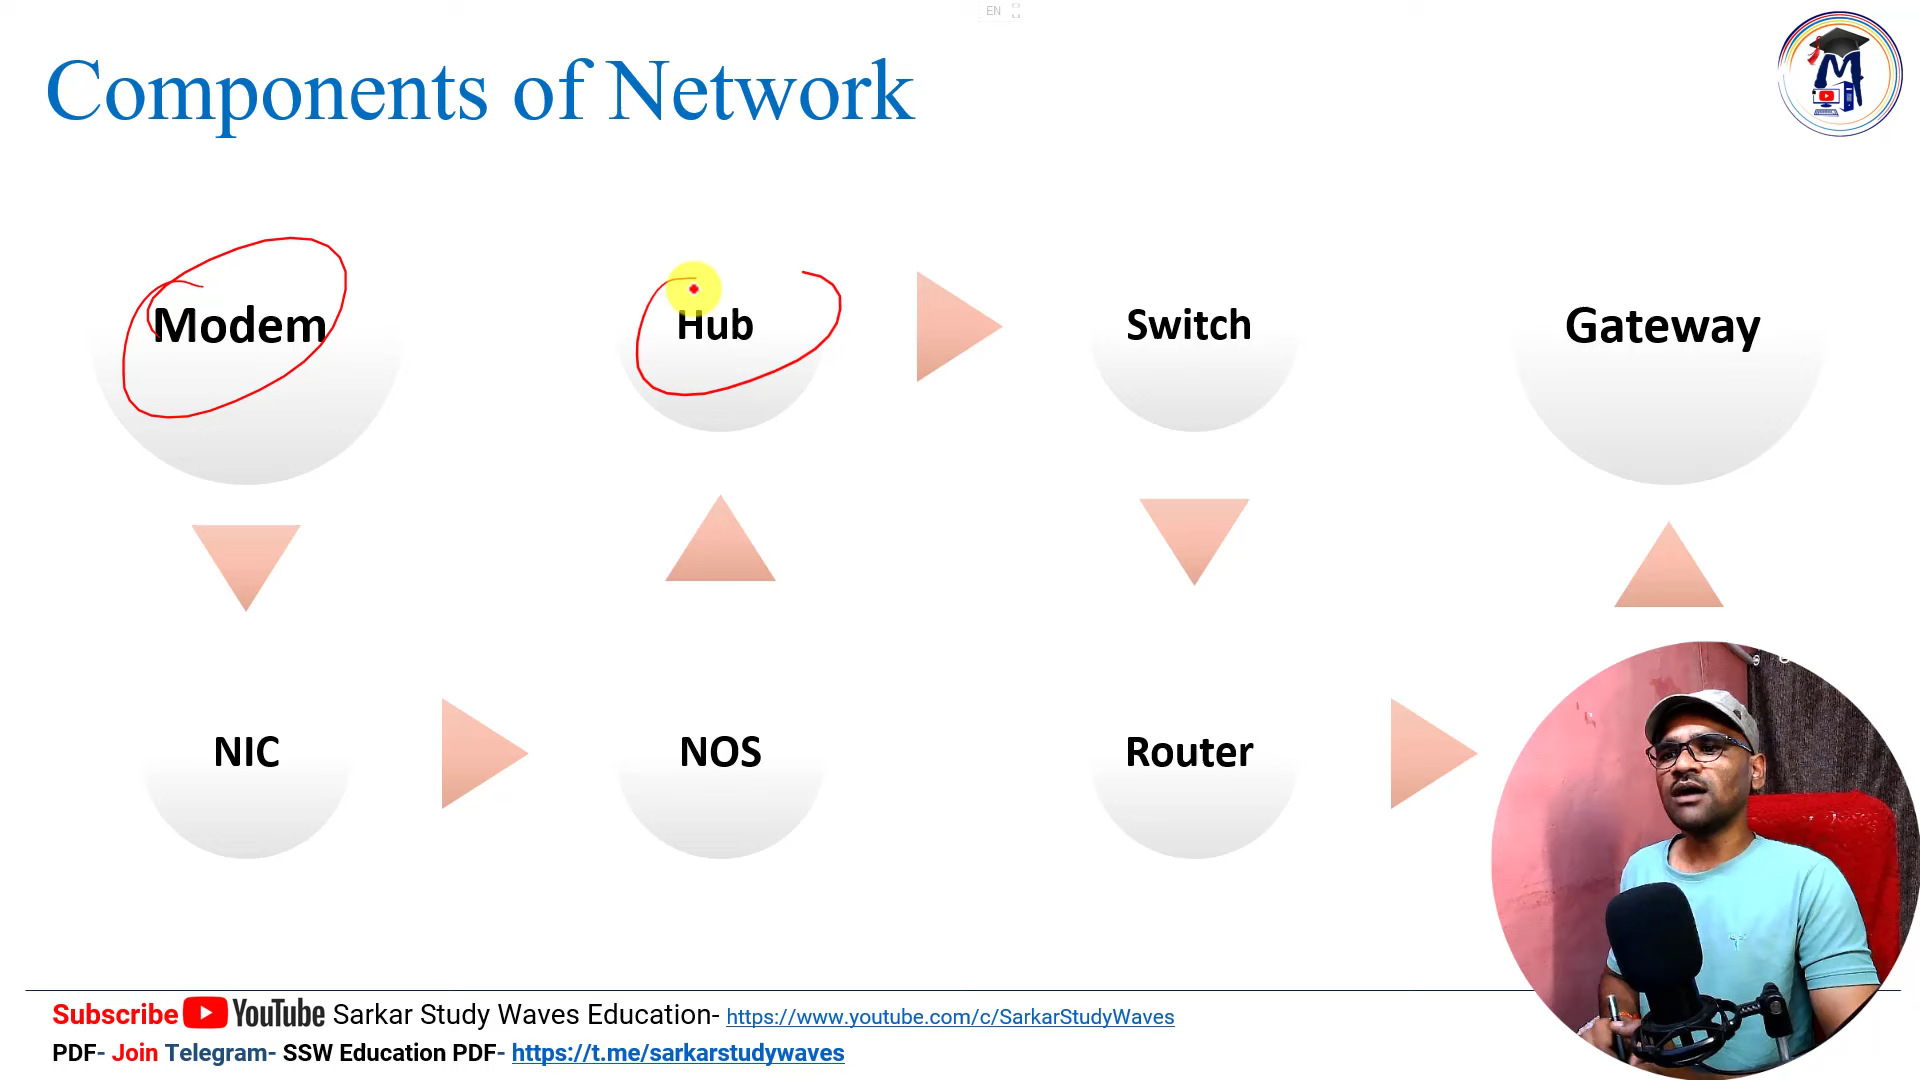 EN
Components of Network
Modem
Hub
Switch
Gateway
NIC
NOS
Router
Subscribe YouTube Sarkar Study Waves Education- https://www.youtube.com/c/SarkarStudyWaves
PDF- Join Telegram- SSW Education PDF- https://t.me/sarkarstudywaves